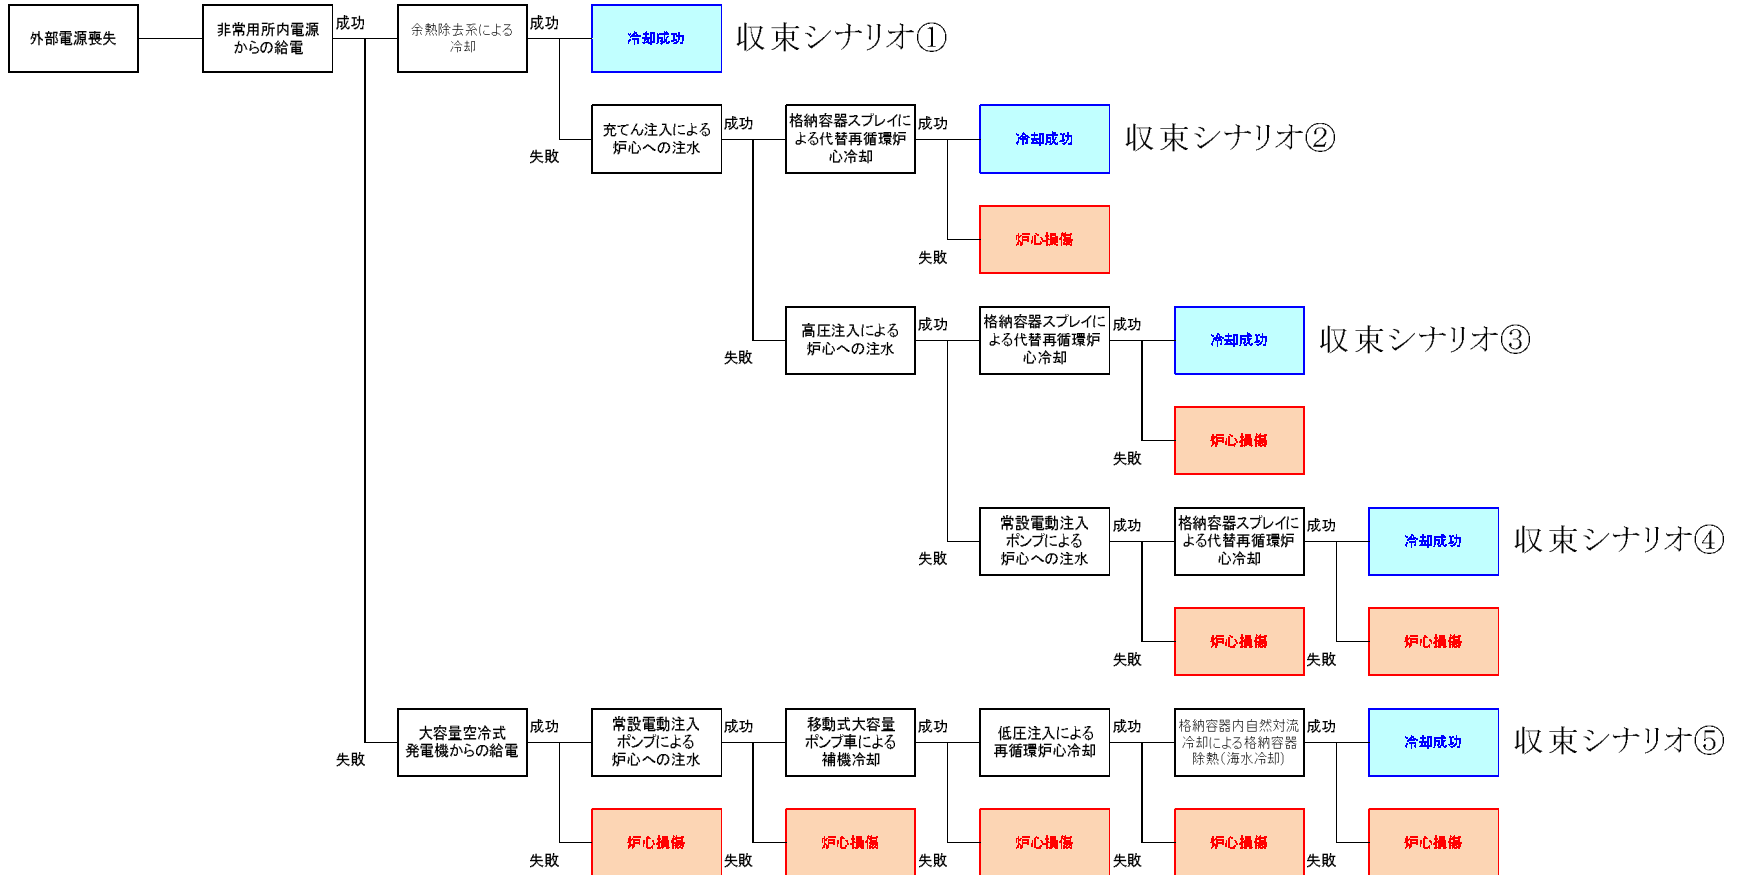 外部電源喪失
非常用所内電源
からの給電
成功
余熱除去系による
冷却
成功
冷却成功
収束シナリオ①
失敗
充てん注入による
炉心への注水
成功
格納容器スプレイに
よる代替再循環炉
心冷却
成功
冷却成功
収束シナリオ②
失敗
炉心損傷
失敗
高圧注入による
炉心への注水
成功
格納容器スプレイに
よる代替再循環炉
心冷却
成功
冷却成功
収束シナリオ③
失敗
炉心損傷
失敗
常設電動注入
ポンプによる
炉心への注水
成功
格納容器スプレイに
よる代替再循環炉
心冷却
成功
冷却成功
収束シナリオ④
失敗
炉心損傷
失敗
炉心損傷
失敗
大容量空冷式
発電機からの給電
成功
常設電動注入
ポンプによる
炉心への注水
成功
移動式大容量
ポンプ車による
補機冷却
成功
低圧注入による
再循環炉心冷却
成功
格納容器内自然対流
冷却による格納容器
除熱(海水冷却)
成功
冷却成功
収束シナリオ⑤
失敗
炉心損傷
失敗
炉心損傷
失敗
炉心損傷
失敗
炉心損傷
失敗
炉心損傷